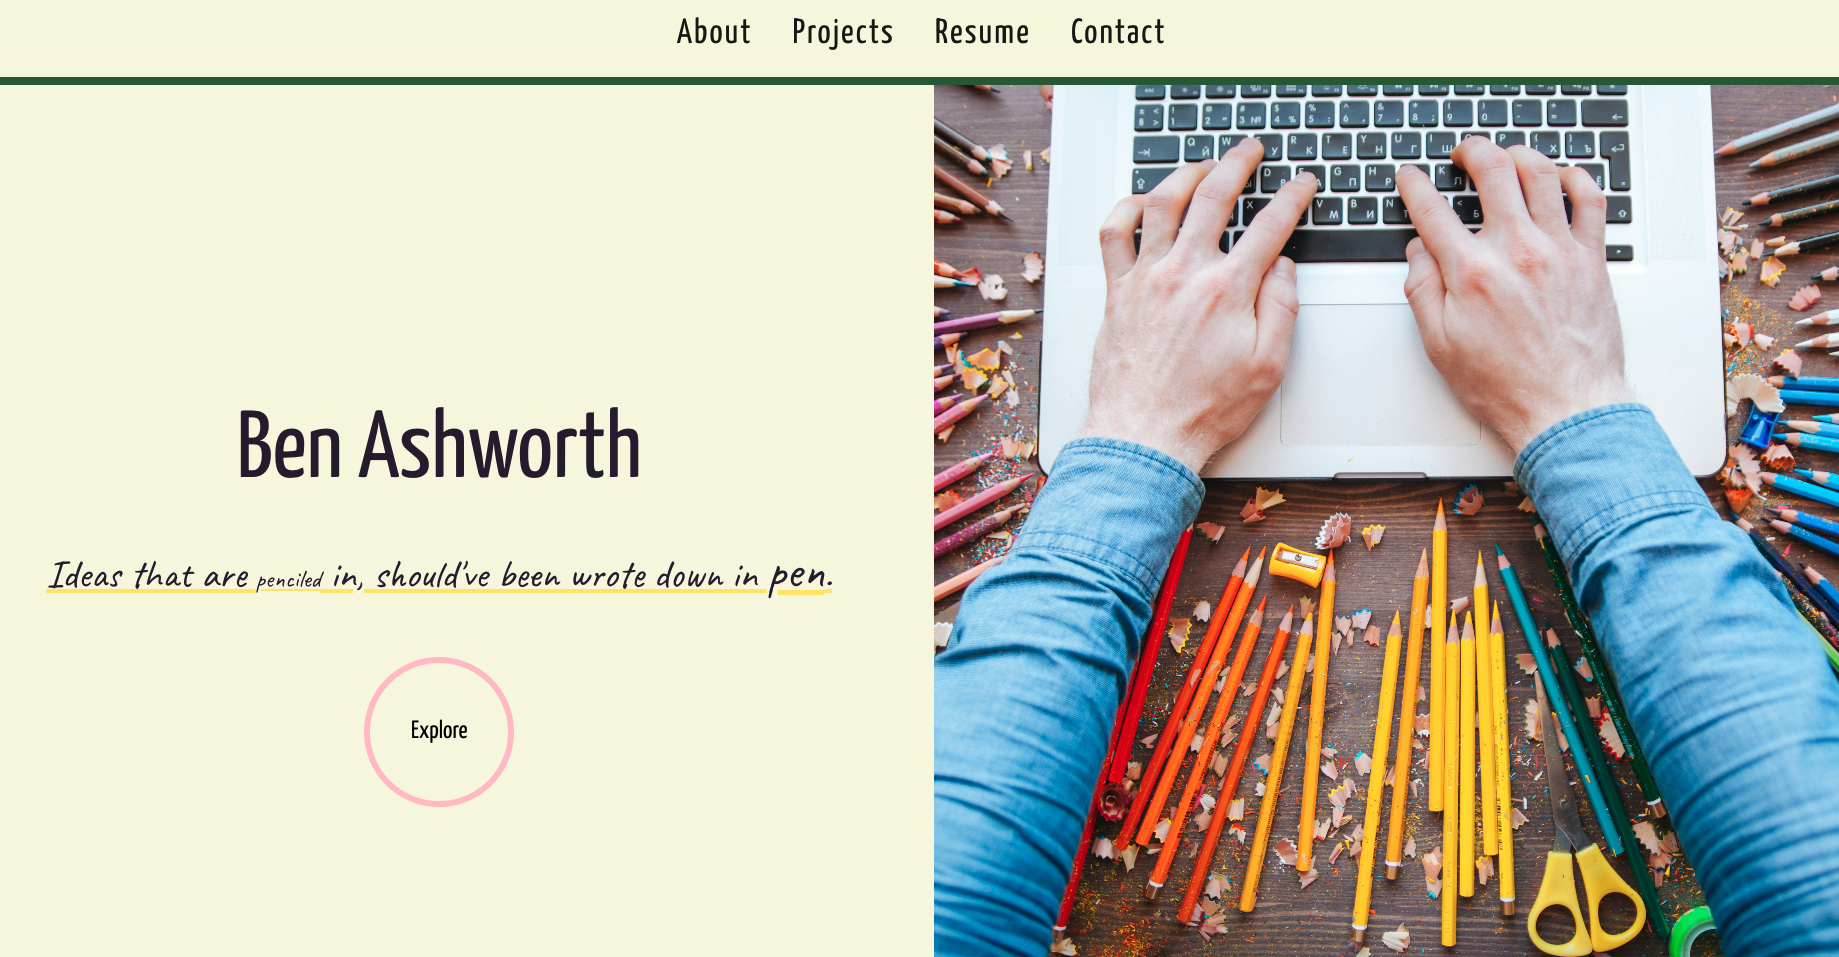 About Projects Resume Contact
Ben Ashworth
Ideas that are penciled in, should've been wrote down in pen.
Explore